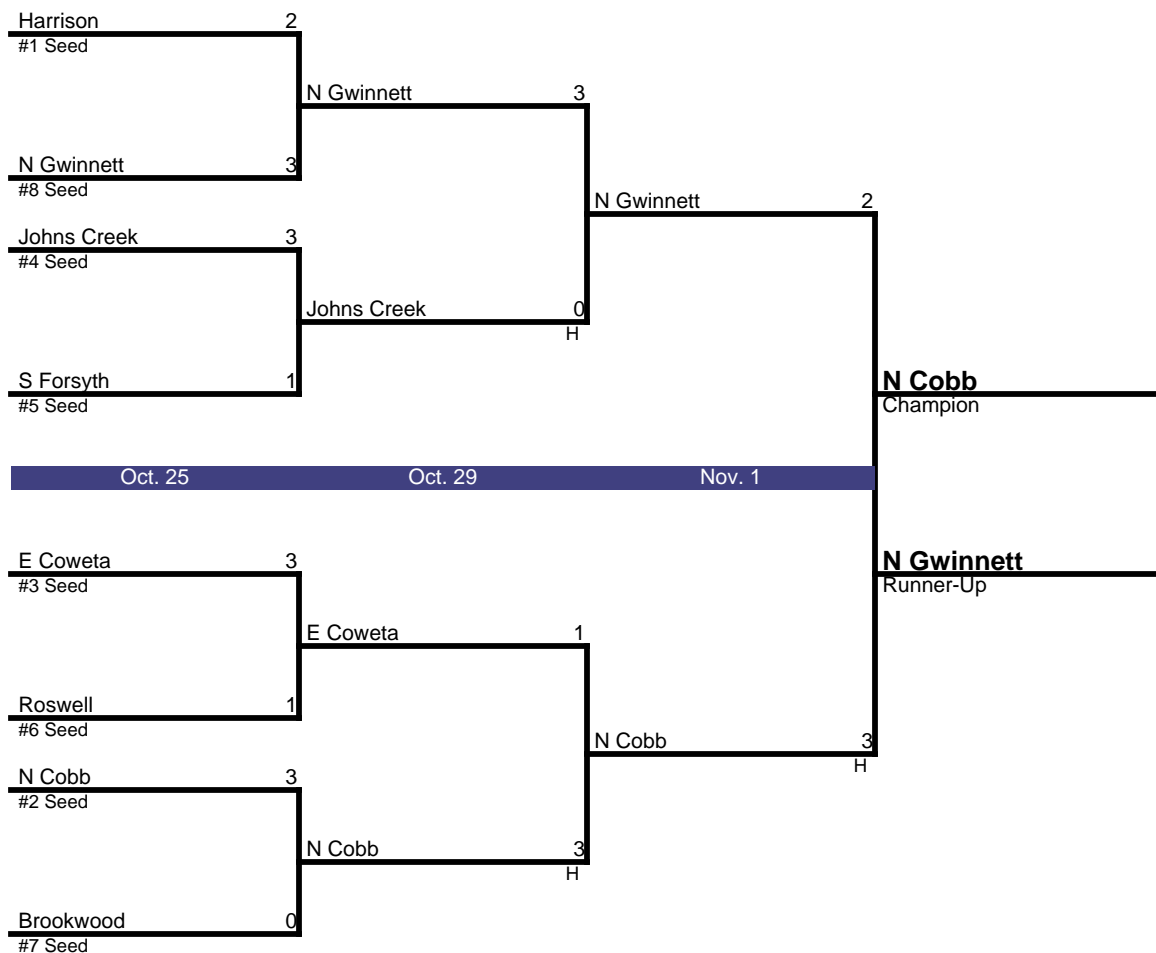 Harrison 2
#1 Seed
N Gwinnett 3
N Gwinnett 3
#8 Seed
N Gwinnett 2
Johns Creek 3
#4 Seed
Johns Creek 0
H
S Forsyth 1
#5 Seed
N Cobb
Champion
Oct. 25 Oct. 29 Nov. 1
E Coweta 3
#3 Seed
N Gwinnett
Runner-Up
E Coweta 1
Roswell 1
#6 Seed
N Cobb 3
H
N Cobb 3
#2 Seed
N Cobb 3
H
Brookwood 0
#7 Seed